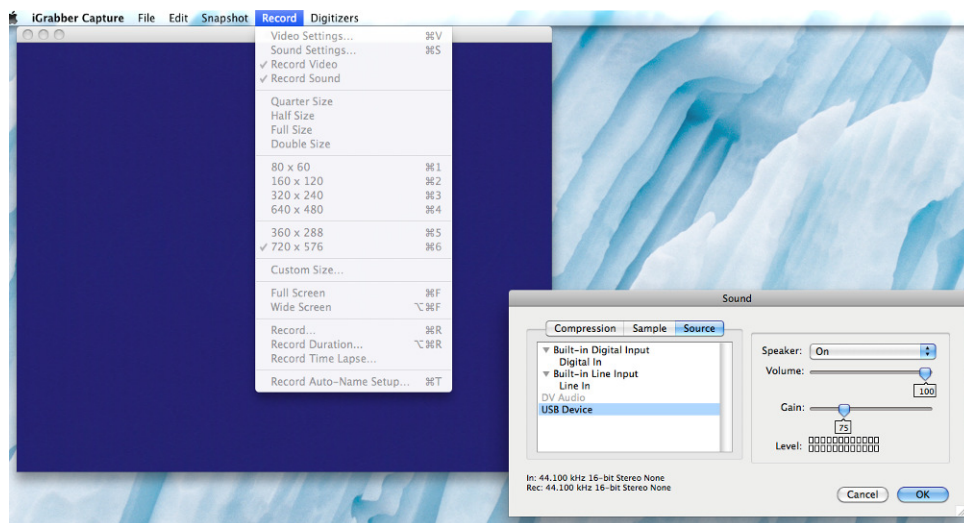 iGrabber Capture File Edit Snapshot Record Digitizers
Video Settings... ⌘V
Sound Settings... ⌘S
✓ Record Video
✓ Record Sound
Quarter Size
Half Size
Full Size
Double Size
80 x 60 ⌘1
160 x 120 ⌘2
320 x 240 ⌘3
640 x 480 ⌘4
360 x 288 ⌘5
✓ 720 x 576 ⌘6
Custom Size...
Full Screen ⌘F
Wide Screen ⌥⌘F
Record... ⌘R
Record Duration... ⌥⌘R
Record Time Lapse...
Record Auto-Name Setup... ⌘T
Sound
Compression Sample Source
Built-in Digital Input
Digital In
Built-in Line Input
Line In
DV Audio
USB Device
Speaker: On
Volume:
100
Gain:
75
Level:
In: 44.100 kHz 16-bit Stereo None
Rec: 44.100 kHz 16-bit Stereo None
Cancel OK